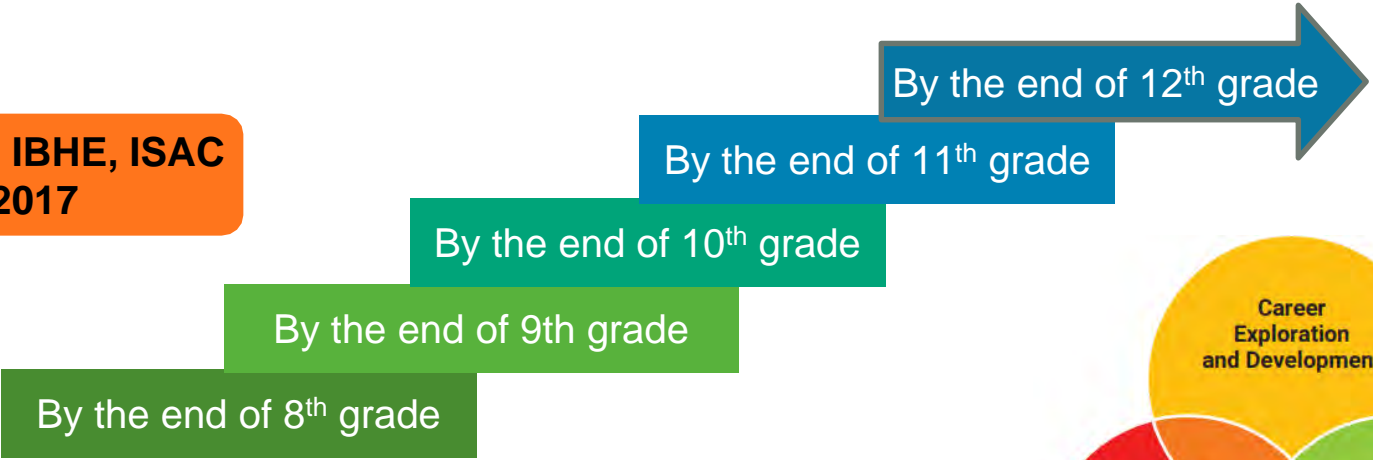 By the end of 12th grade
IBHE, ISAC
By the end of 11th grade
2017
By the end of 10th grade
Career
Exploration
By the end of 9th grade
and Developmen
By the end of 8th grade